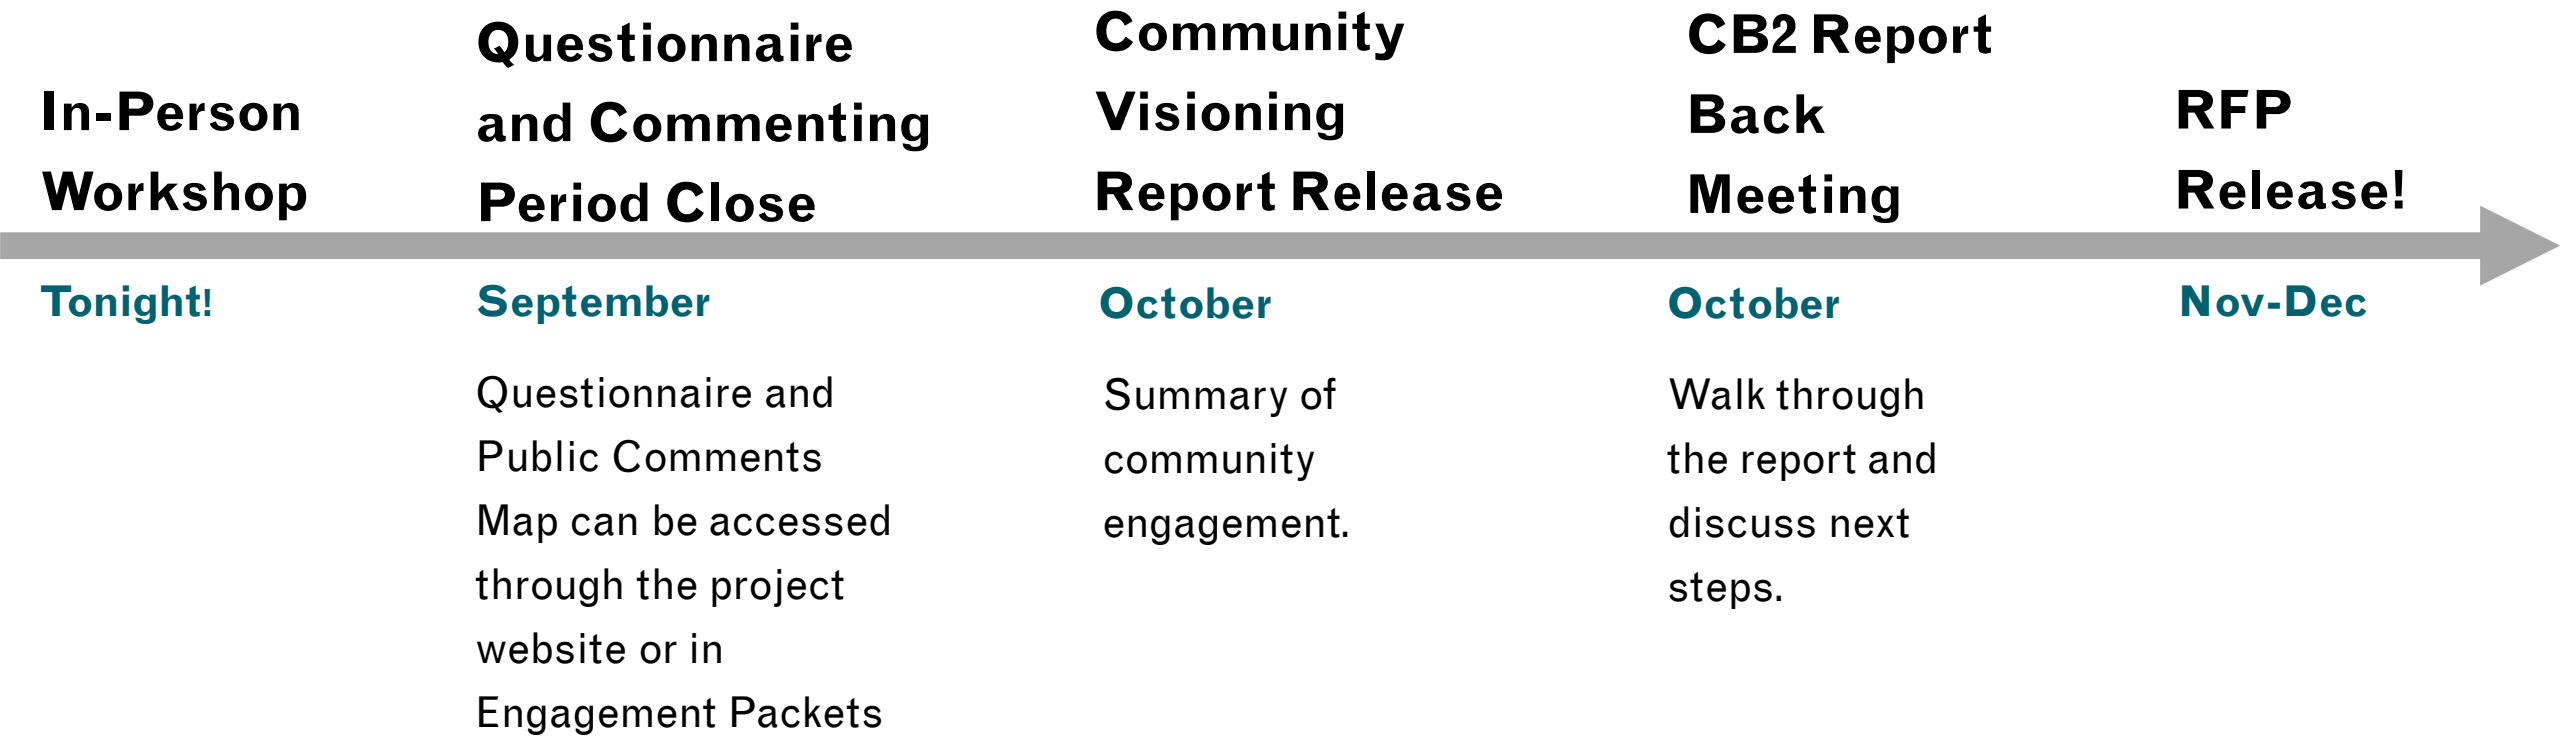 In-Person
Workshop
Tonight!
Questionnaire
and Commenting
Period Close
September
Questionnaire and
Public Comments
Map can be accessed
through the project
website or in
Engagement Packets
Community
Visioning
Report Release
October
Summary of
community
engagement.
CB2 Report
Back
Meeting
October
Walk through
the report and
discuss next
steps.
RFP
Release!
Nov-Dec